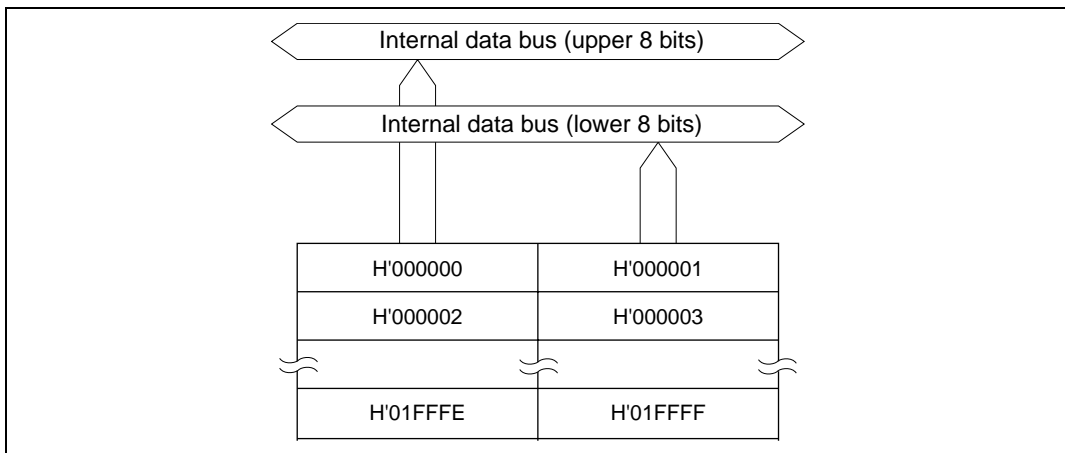 Internal data bus (upper 8 bits)
Internal data bus (lower 8 bits)
H'000000 H'000001
H'000002 H'000003
H'01FFFE H'01FFFF